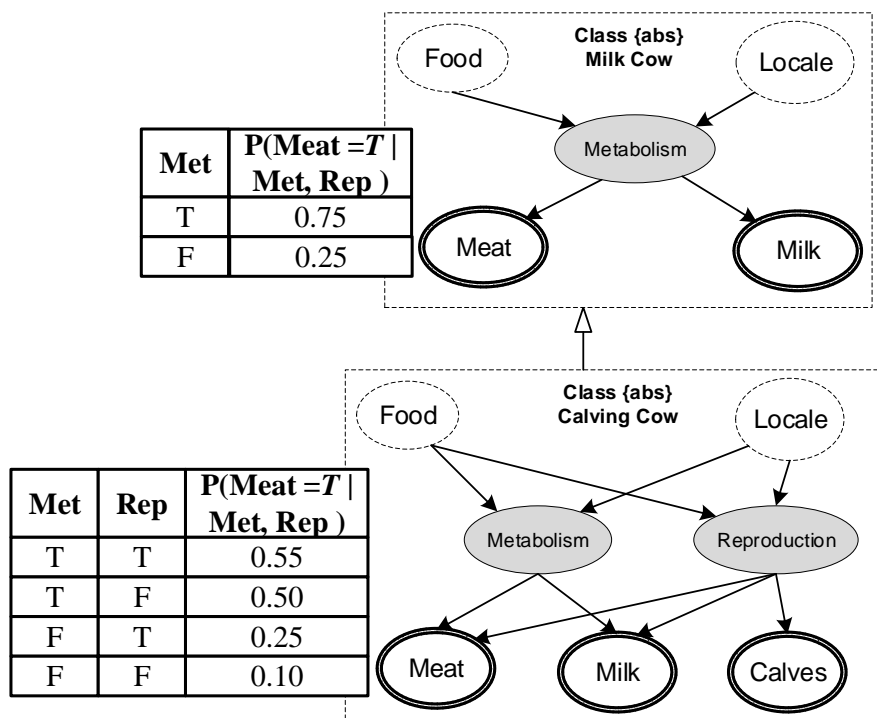 Class {abs}
Milk Cow
Food
Locale
Metabolism
Meat
Milk
Met
P(Meat =T |
Met, Rep )
T 0.75
F 0.25
Class {abs}
Calving Cow
Food
Locale
Metabolism
Reproduction
Meat
Milk
Calves
Met Rep
P(Meat =T |
Met, Rep )
T T 0.55
T F 0.50
F T 0.25
F F 0.10